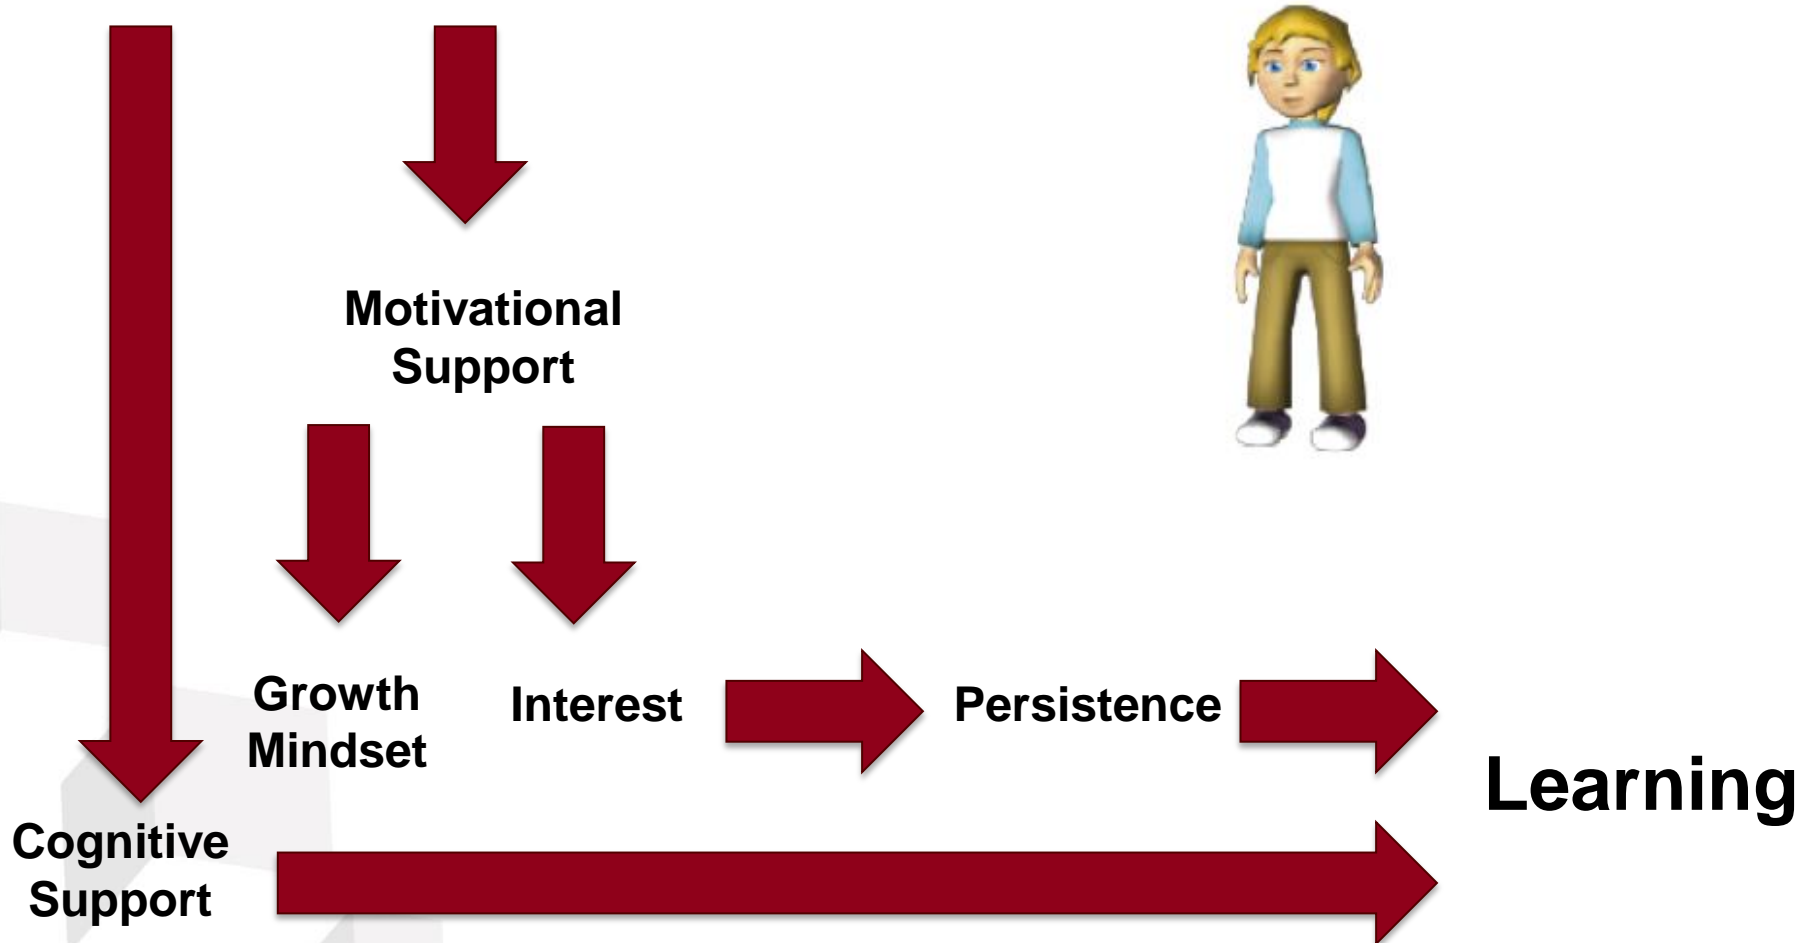 Motivational
Support
Growth
Mindset
Interest
Persistence
Learning
Cognitive
Support